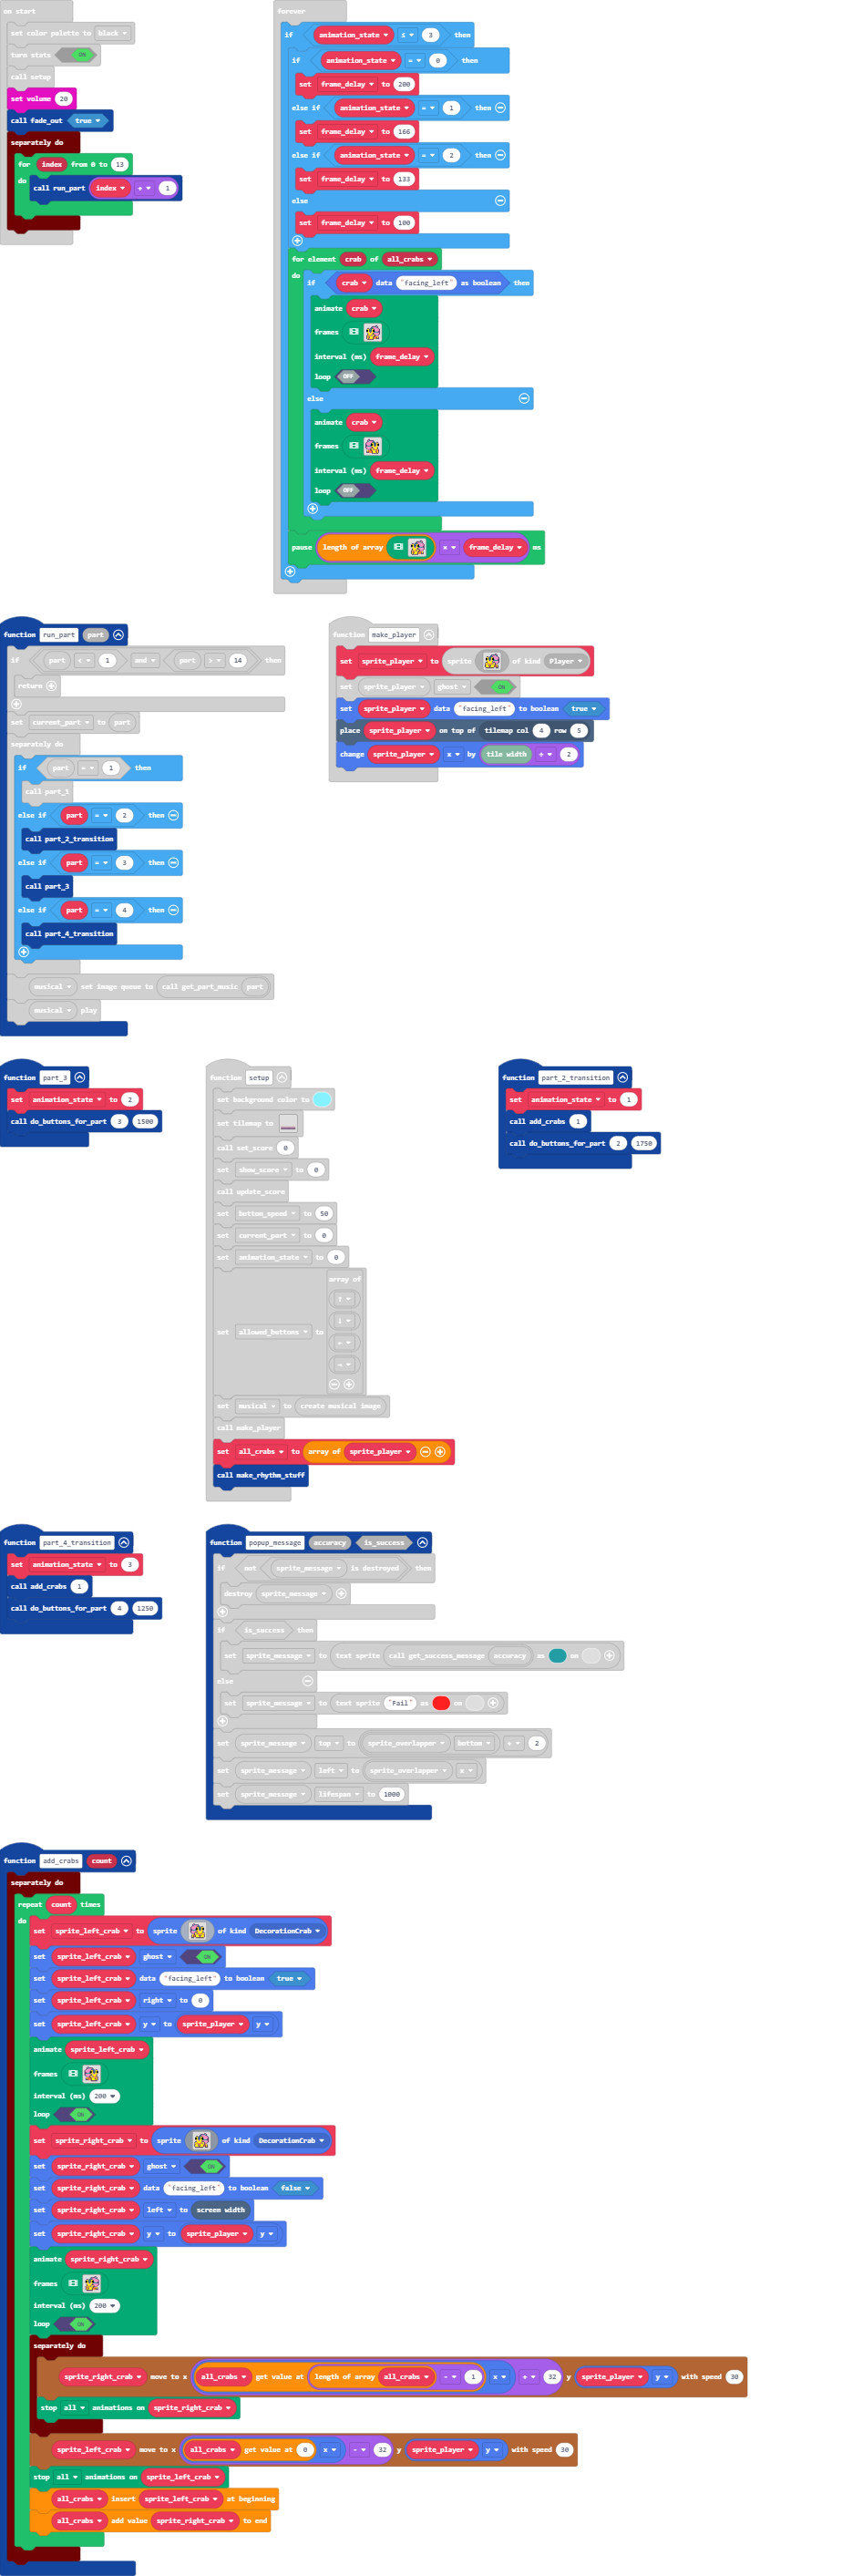 on start
set color palette to black
turn stats ON
call setup
set volume 20
call fade_out true
separately do
for index from 0 to 13
do call run_part index + 1
forever
if animation_state ≤ 3 then
if animation_state = 0 then
set frame_delay to 200
else if animation_state = 1 then
set frame_delay to 166
else if animation_state = 2 then
set frame_delay to 133
else
set frame_delay to 100
for element crab of all_crabs
do if crab data "facing_left" as boolean then
animate crab
frames
interval (ms) frame_delay
loop OFF
else
animate crab
frames
interval (ms) frame_delay
loop OFF
pause length of array × frame_delay ms
function run_part part
if part < 1 and part > 14 then
return
set current_part to part
separately do
if part = 1 then
call part_1
else if part = 2 then
call part_2_transition
else if part = 3 then
call part_3
else if part = 4 then
call part_4_transition
musical set image queue to call get_part_music part
musical play
function make_player
set sprite_player to sprite of kind Player
set sprite_player ghost ON
set sprite_player data "facing_left" to boolean true
place sprite_player on top of tilemap col 4 row 5
change sprite_player x by tile width ÷ 2
function part_3
set animation_state to 2
call do_buttons_for_part 3 1500
function setup
set background color to
set tilemap to
call set_score 0
set show_score to 0
call update_score
set button_speed to 50
set current_part to 0
set animation_state to 0
array of
set allowed_buttons to
set musical to create musical image
call make_player
set all_crabs to array of sprite_player
call make_rhythm_stuff
function part_2_transition
set animation_state to 1
call add_crabs 1
call do_buttons_for_part 2 1750
function part_4_transition
set animation_state to 3
call add_crabs 1
call do_buttons_for_part 4 1250
function popup_message accuracy is_success
if not sprite_message is destroyed then
destroy sprite_message
if is_success then
set sprite_message to text sprite call get_success_message accuracy as on
else
set sprite_message to text sprite "Fail" as on
set sprite_message top to sprite_overlapper bottom + 2
set sprite_message left to sprite_overlapper x
set sprite_message lifespan to 1000
function add_crabs count
separately do
repeat count times
do set sprite_left_crab to sprite of kind DecorationCrab
set sprite_left_crab ghost ON
set sprite_left_crab data "facing_left" to boolean true
set sprite_left_crab right to 0
set sprite_left_crab y to sprite_player y
animate sprite_left_crab
frames
interval (ms) 200
loop ON
set sprite_right_crab to sprite of kind DecorationCrab
set sprite_right_crab ghost ON
set sprite_right_crab data "facing_left" to boolean false
set sprite_right_crab left to screen width
set sprite_right_crab y to sprite_player y
animate sprite_right_crab
frames
interval (ms) 200
loop ON
separately do
sprite_right_crab move to x all_crabs get value at length of array all_crabs - 1 x + 32 y sprite_player y with speed 30
stop all animations on sprite_right_crab
sprite_left_crab move to x all_crabs get value at 0 x - 32 y sprite_player y with speed 30
stop all animations on sprite_left_crab
all_crabs insert sprite_left_crab at beginning
all_crabs add value sprite_right_crab to end